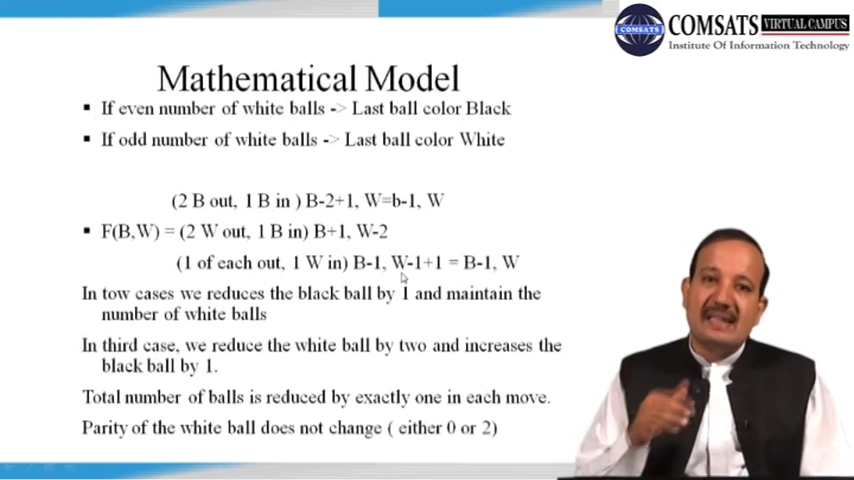 COMSATS
COMSATS VIRTUAL CAMPUS
Institute Of Information Technology
Mathematical Model
▪ If even number of white balls -> Last ball color Black
▪ If odd number of white balls -> Last ball color White
(2 B out, 1 B in ) B-2+1, W=b-1, W
▪ F(B,W) = (2 W out, 1 B in) B+1, W-2
(1 of each out, 1 W in) B-1, W-1+1 = B-1, W
In tow cases we reduces the black ball by 1 and maintain the
number of white balls
In third case, we reduce the white ball by two and increases the
black ball by 1.
Total number of balls is reduced by exactly one in each move.
Parity of the white ball does not change ( either 0 or 2)